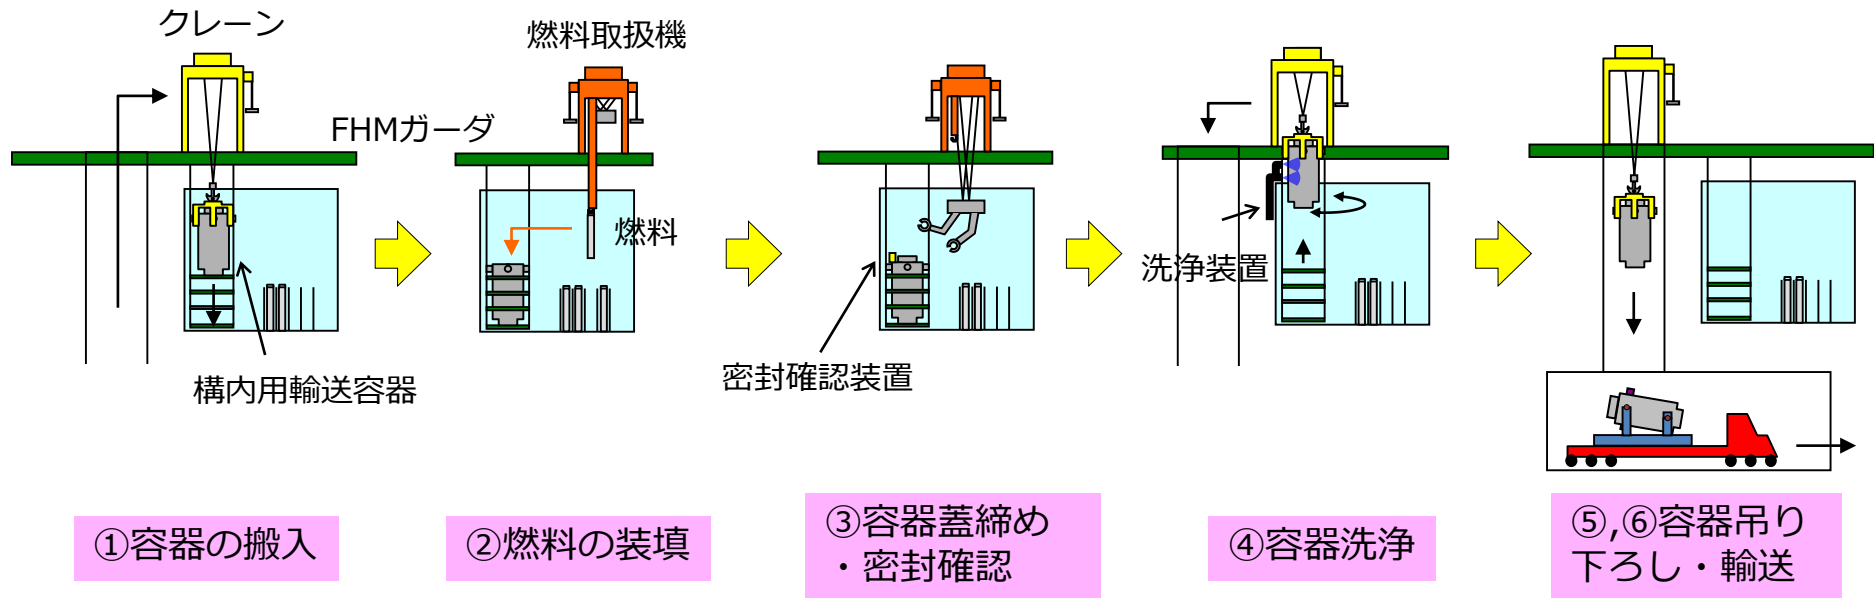 クレーン
燃料取扱機
FHMガーダ
燃料
洗浄装置
構内用輸送容器
密封確認装置
①容器の搬入
②燃料の装填
③容器蓋締め
・密封確認
④容器洗浄
⑤,⑥容器吊り
下ろし・輸送